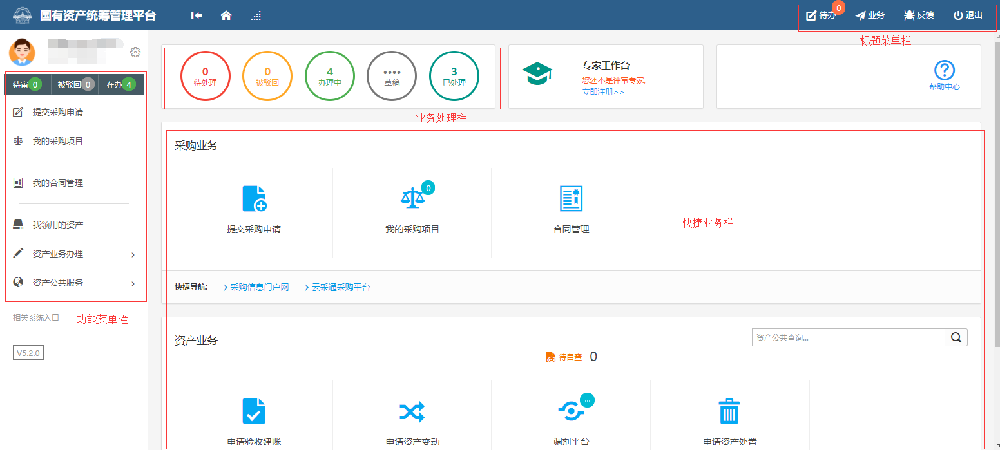 国有资产统筹管理平台
待办 0
业务
反馈
退出
标题菜单栏
待审 0
被驳回 0
在办 4
提交采购申请
我的采购项目
我的合同管理
我领用的资产
资产业务办理
资产公共服务
相关系统入口
功能菜单栏
V5.2.0
0
待处理
0
被驳回
4
办理中
••••
草稿
3
已处理
业务处理栏
专家工作台
您还不是评审专家,
立即注册>>
帮助中心
采购业务
提交采购申请
0
我的采购项目
合同管理
快捷业务栏
快捷导航:
采购信息门户网
云采通采购平台
资产业务
资产公共查询...
待自查 0
申请验收建账
申请资产变动
...
调剂平台
申请资产处置